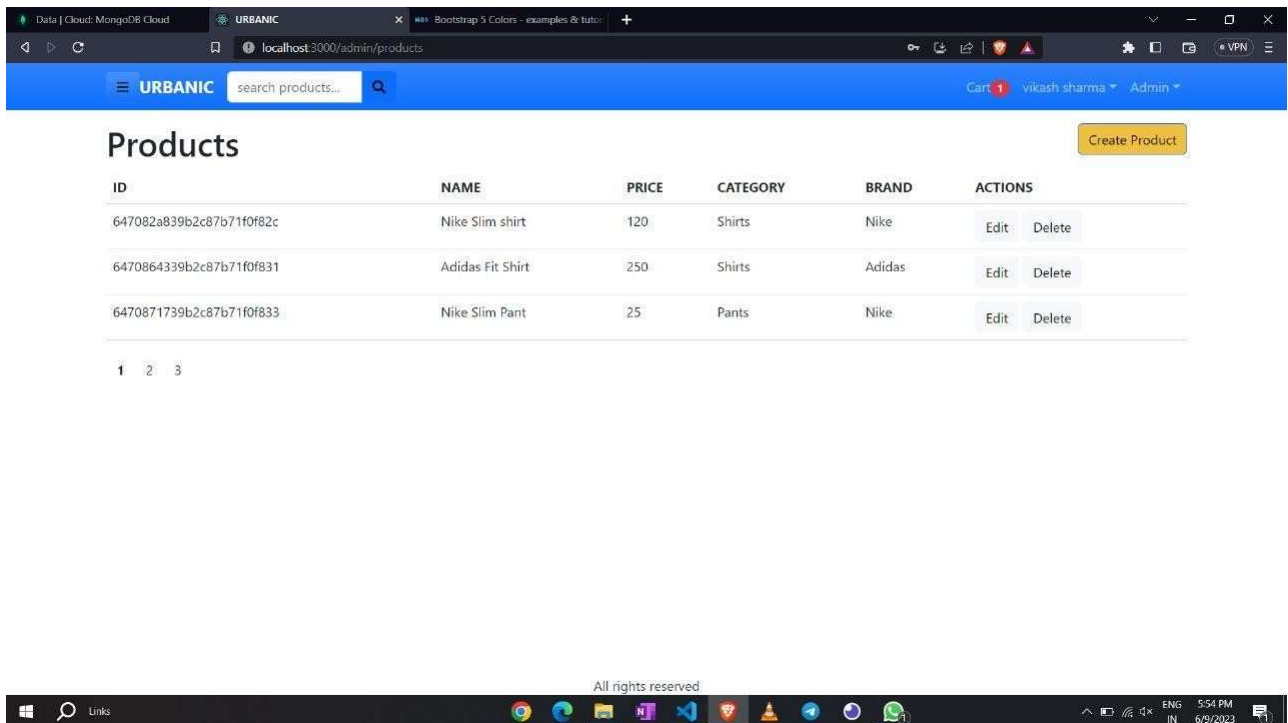 Data | Cloud: MongoDB Cloud URBANIC Bootstrap 5 Colors - examples & tutor
localhost:3000/admin/products VPN
URBANIC search products... Cart 1 vikash sharma Admin
Products Create Product
ID NAME PRICE CATEGORY BRAND ACTIONS
647082a839b2c87b71f0f82c Nike Slim shirt 120 Shirts Nike Edit Delete
6470864339b2c87b71f0f831 Adidas Fit Shirt 250 Shirts Adidas Edit Delete
6470871739b2c87b71f0f833 Nike Slim Pant 25 Pants Nike Edit Delete
1 2 3
All rights reserved
Links ENG 5:54 PM
IN 6/9/2023